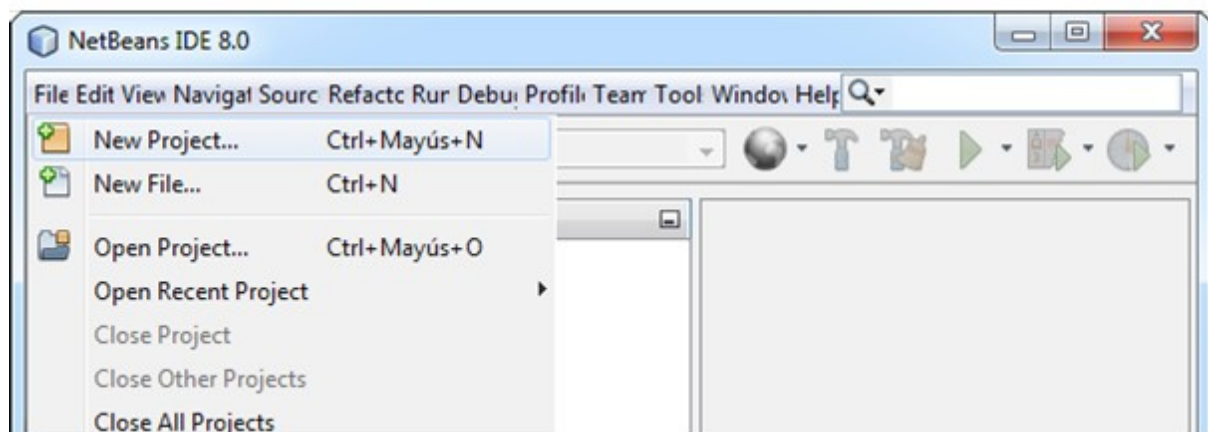 NetBeans IDE 8.0
File Edit View Navigat Sourc Refactc Rur Debu Profil Tear Tool Windov Help
New Project... Ctrl+Mayús+N
New File... Ctrl+N
Open Project... Ctrl+Mayús+O
Open Recent Project
Close Project
Close Other Projects
Close All Projects